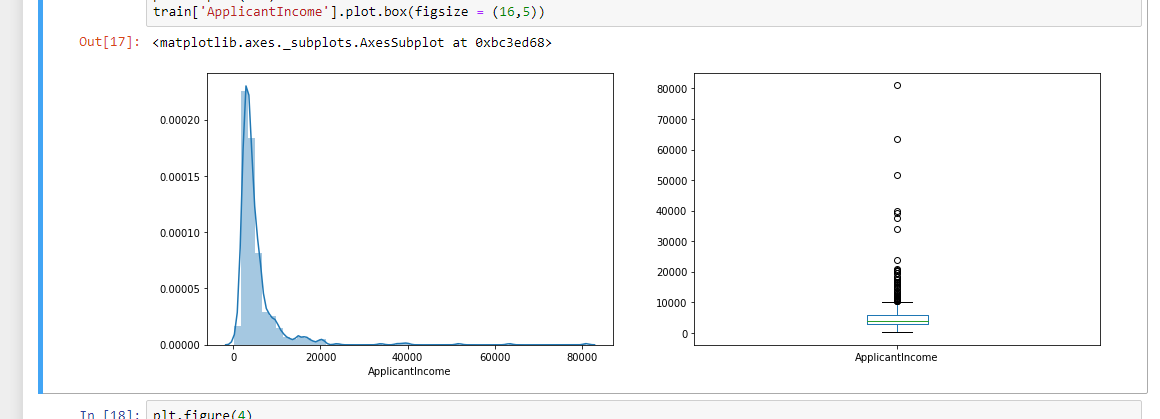 train['ApplicantIncome'].plot.box(figsize = (16,5))
Out[17]: <matplotlib.axes._subplots.AxesSubplot at 0xbc3ed68>
0.00020
0.00015
0.00010
0.00005
0.00000
0 20000 40000 60000 80000
ApplicantIncome
80000
70000
60000
50000
40000
30000
20000
10000
0
ApplicantIncome
In [18]: plt.figure(4)